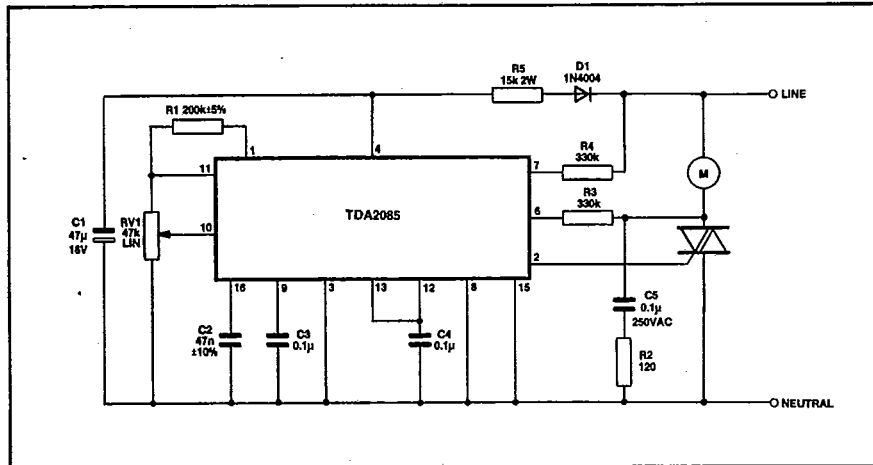 R5
15k 2W
D1
1N4004
LINE
R1 200k±5%
1
4
11
7
R4
330k
M
TDA2085
6
R3
330k
C1
47µ
16V
RV1
47k
LIN
10
2
16
9
3
13
12
8
15
C2
47n
±10%
C3
0.1µ
C4
0.1µ
C5
0.1µ
250VAC
R2
120
NEUTRAL